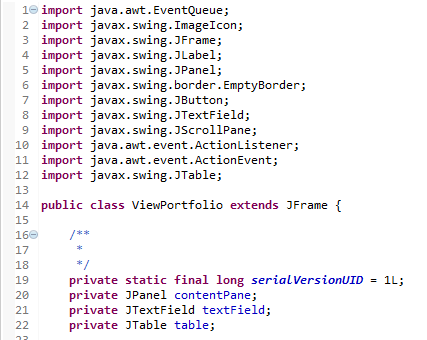 1 import java.awt.EventQueue;
2 import javax.swing.ImageIcon;
3 import javax.swing.JFrame;
4 import javax.swing.JLabel;
5 import javax.swing.JPanel;
6 import javax.swing.border.EmptyBorder;
7 import javax.swing.JButton;
8 import javax.swing.JTextField;
9 import javax.swing.JScrollPane;
10 import java.awt.event.ActionListener;
11 import java.awt.event.ActionEvent;
12 import javax.swing.JTable;
13
14 public class ViewPortfolio extends JFrame {
15
16     /**
17      *
18      */
19     private static final long serialVersionUID = 1L;
20     private JPanel contentPane;
21     private JTextField textField;
22     private JTable table;